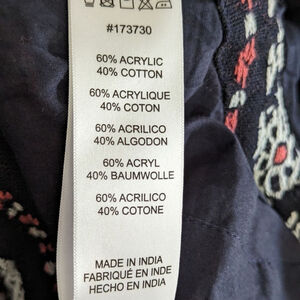 #173730
60% ACRYLIC
40% COTTON
60% ACRYLIQUE
40% COTON
60% ACRILICO
40% ALGODON
60% ACRYL
40% BAUMWOLLE
60% ACRILICO
40% COTONE
MADE IN INDIA
FABRIQUÉ EN INDE
HECHO EN INDIA